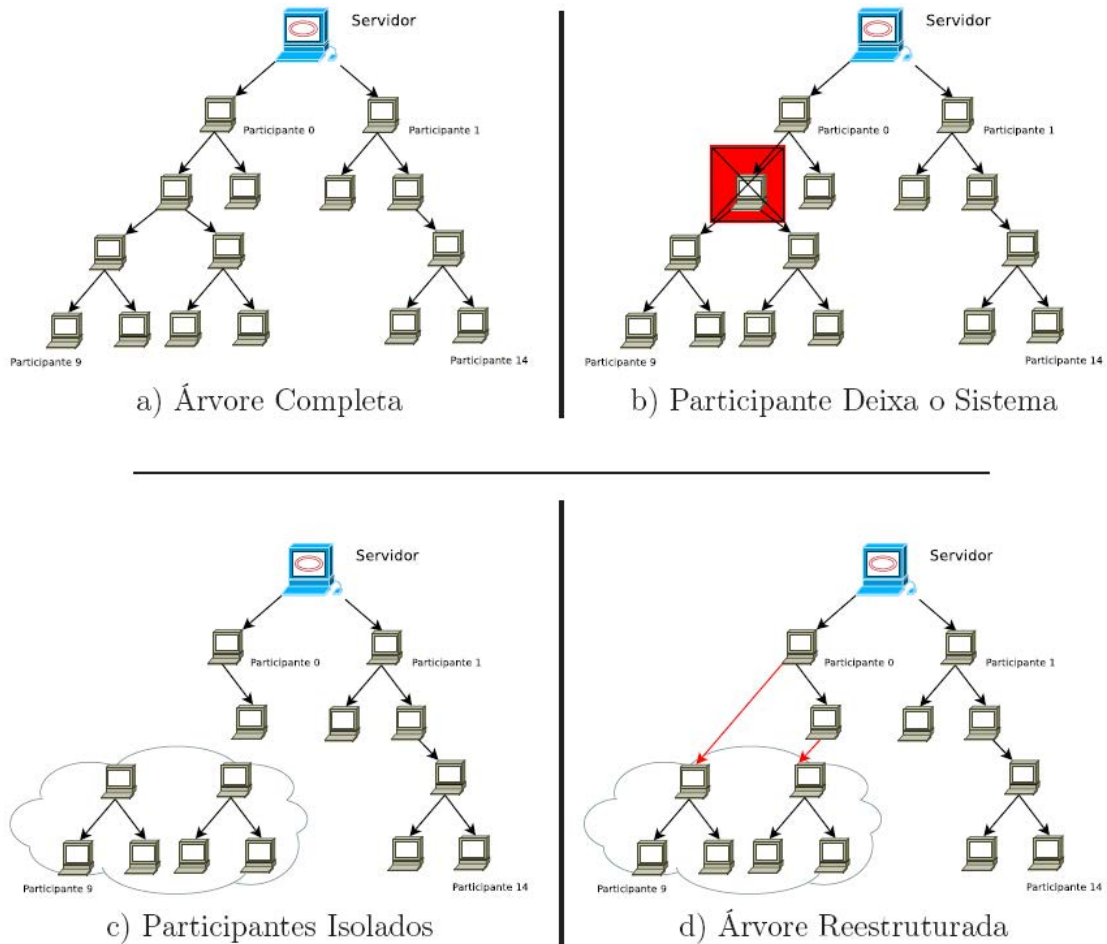 Servidor
Participante 0
Participante 1
Participante 9
Participante 14
a) Árvore Completa
Servidor
Participante 0
Participante 1
Participante 9
Participante 14
b) Participante Deixa o Sistema
Servidor
Participante 0
Participante 1
Participante 9
Participante 14
c) Participantes Isolados
Servidor
Participante 0
Participante 1
Participante 9
Participante 14
d) Árvore Reestruturada